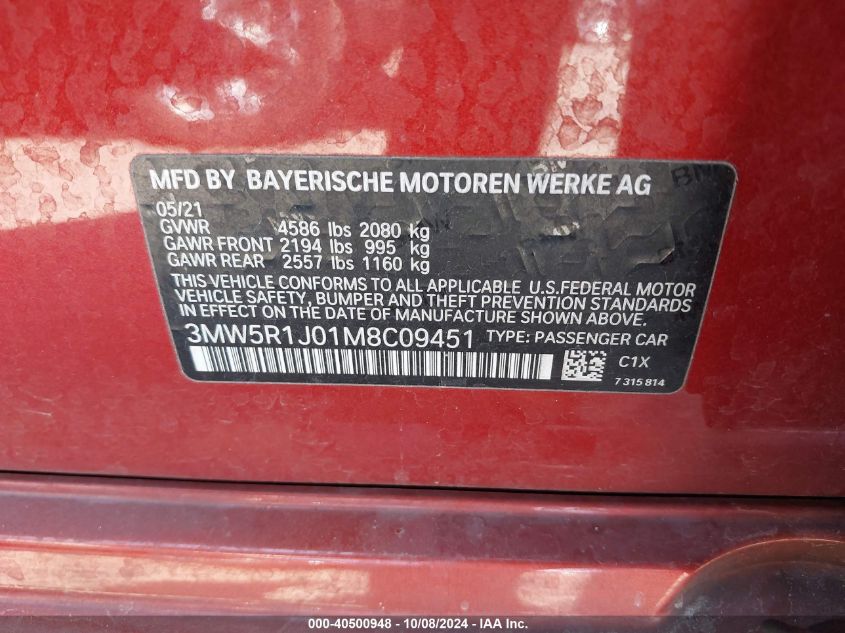 MFD BY BAYERISCHE MOTOREN WERKE AG
05/21
GVWR 4586 lbs 2080 kg
GAWR FRONT 2194 lbs 995 kg
GAWR REAR 2557 lbs 1160 kg
THIS VEHICLE CONFORMS TO ALL APPLICABLE U.S.FEDERAL MOTOR
VEHICLE SAFETY, BUMPER AND THEFT PREVENTION STANDARDS
IN EFFECT ON THE DATE OF MANUFACTURE SHOWN ABOVE.
3MW5R1J01M8C09451 TYPE: PASSENGER CAR
C1X
7 315 814
000-40500948 - 10/08/2024 - IAA Inc.